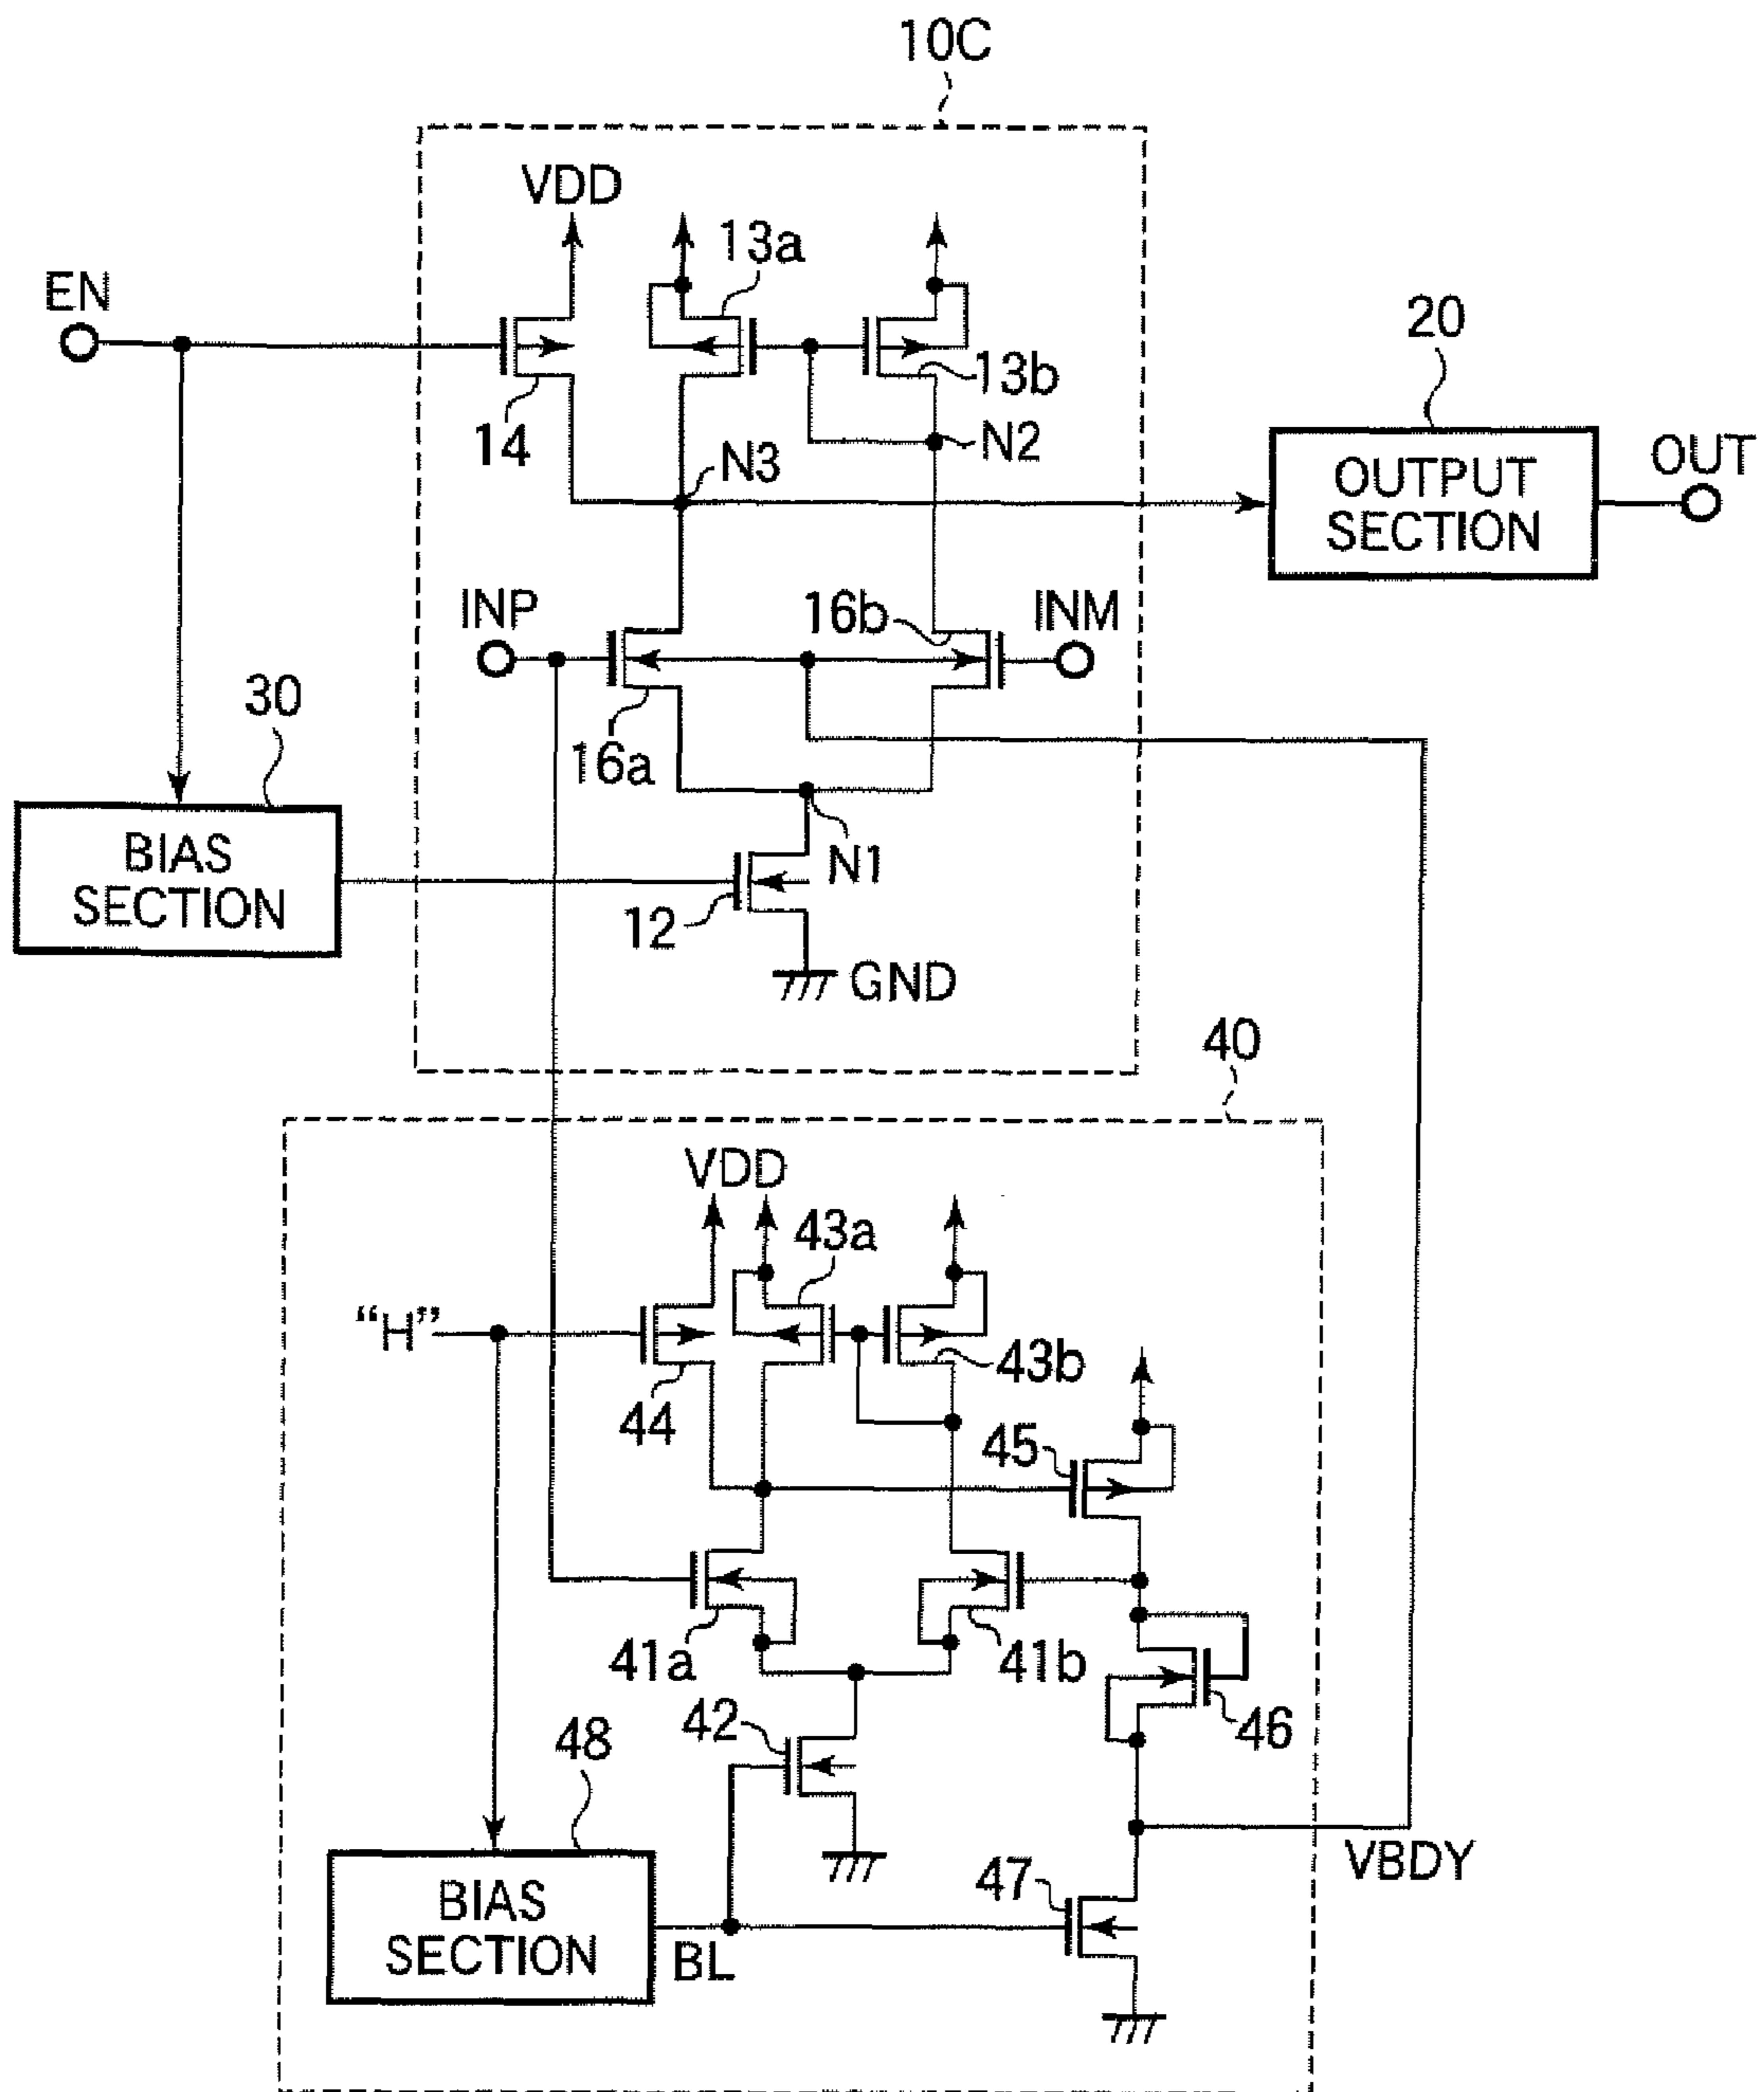 10C
VDD
13a
EN
20
13b
14
N2
N3
OUTPUT
SECTION
OUT
INP
16b
INM
30
16a
BIAS
SECTION
N1
12
GND
40
VDD
43a
"H"
43b
44
45
41a
41b
42
46
48
BIAS
SECTION
BL
47
VBDY